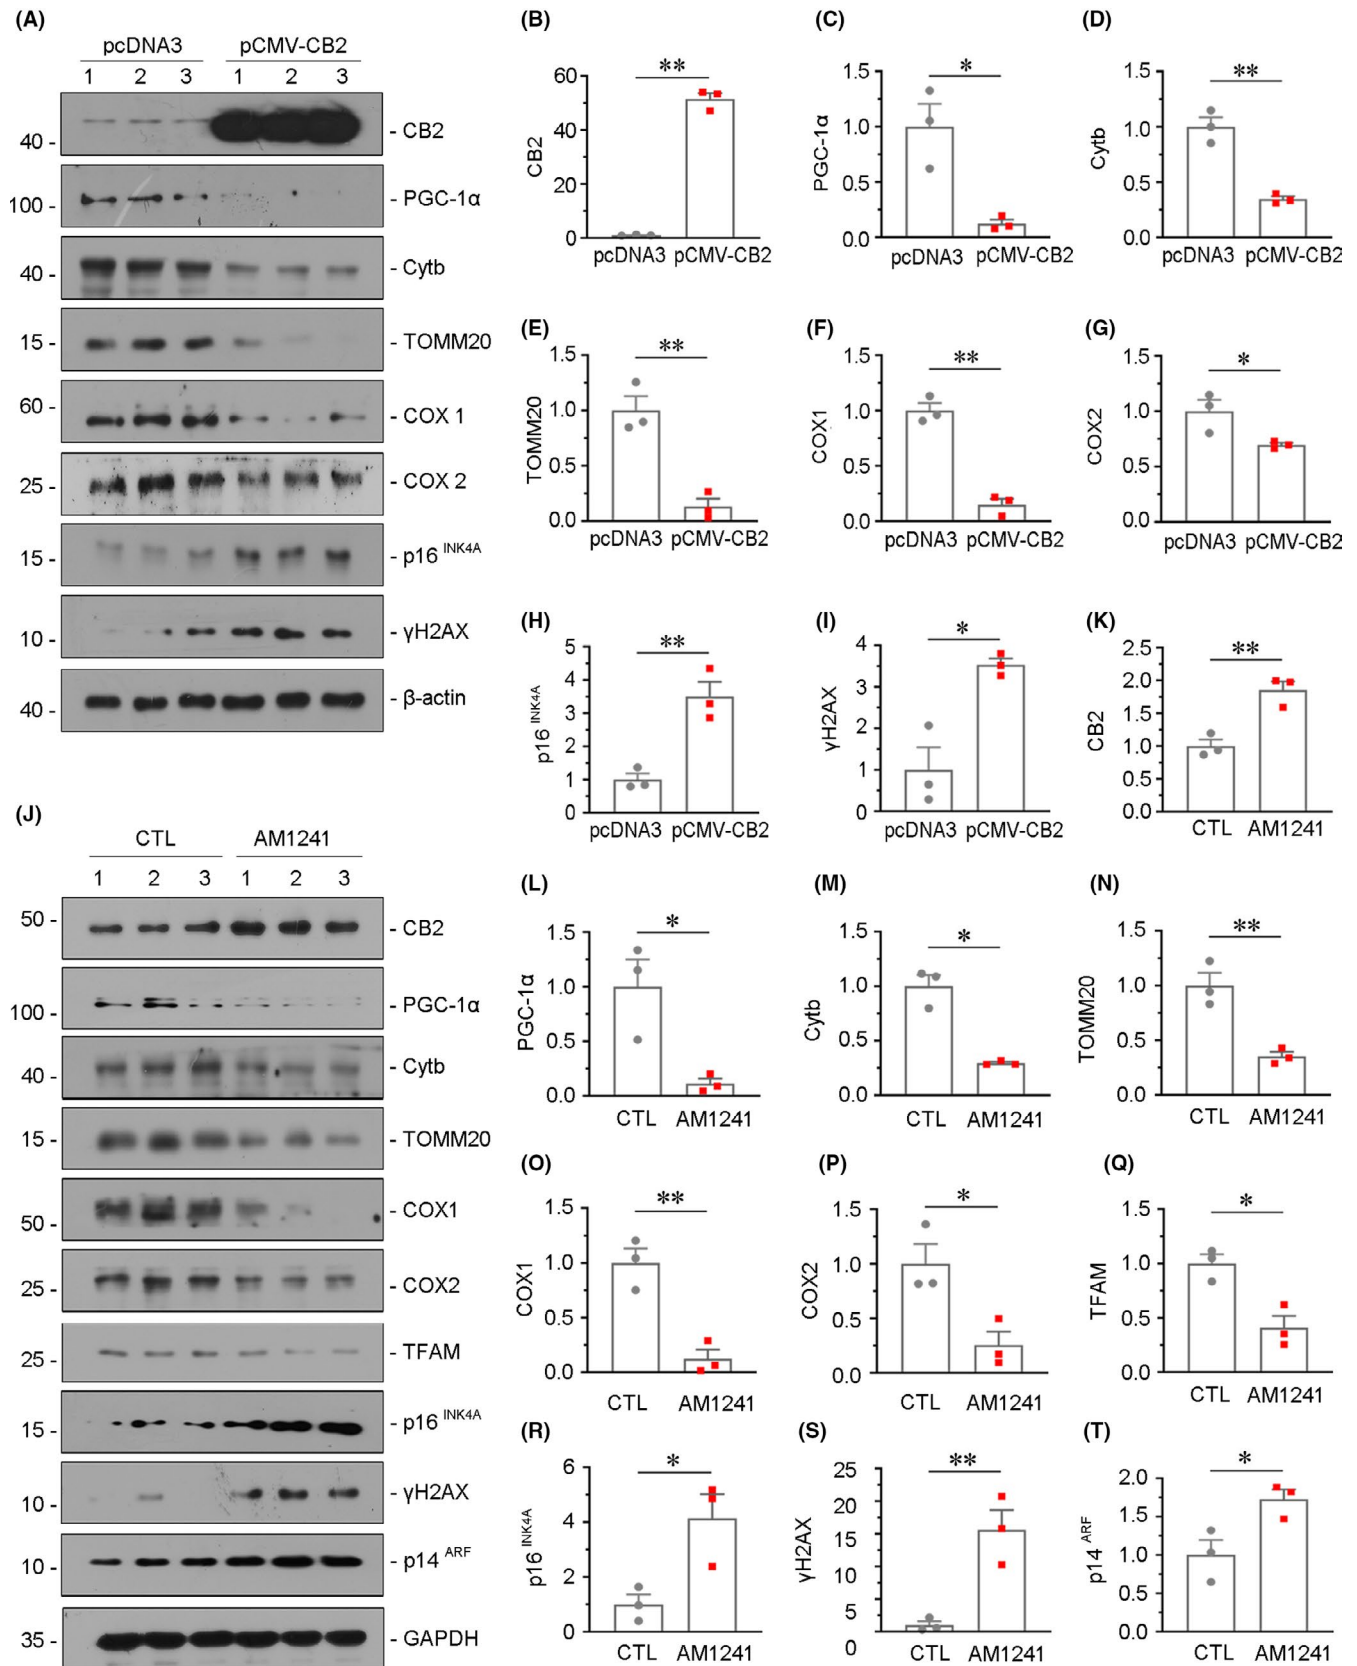 (A)
pcDNA3 pCMV-CB2
1 2 3 1 2 3
40 - - CB2
100 - - PGC-1α
40 - - Cytb
15 - - TOMM20
60 - - COX 1
25 - - COX 2
15 - - p16 INK4A
10 - - γH2AX
40 - - β-actin
(B)
**
CB2
60
40
20
0
pcDNA3 pCMV-CB2
(C)
*
PGC-1α
1.5
1.0
0.5
0.0
pcDNA3 pCMV-CB2
(D)
**
Cytb
1.5
1.0
0.5
0.0
pcDNA3 pCMV-CB2
(E)
**
TOMM20
1.5
1.0
0.5
0.0
pcDNA3 pCMV-CB2
(F)
**
COX1
1.5
1.0
0.5
0.0
pcDNA3 pCMV-CB2
(G)
*
COX2
1.5
1.0
0.5
0.0
pcDNA3 pCMV-CB2
(H)
**
p16 INK4A
5
4
3
2
1
0
pcDNA3 pCMV-CB2
(I)
*
γH2AX
4
3
2
1
0
pcDNA3 pCMV-CB2
(K)
**
CB2
2.5
2.0
1.5
1.0
0.5
0.0
CTL AM1241
(J)
CTL AM1241
1 2 3 1 2 3
50 - - CB2
100 - - PGC-1α
40 - - Cytb
15 - - TOMM20
50 - - COX1
25 - - COX2
25 - - TFAM
15 - - p16 INK4A
10 - - γH2AX
10 - - p14 ARF
35 - - GAPDH
(L)
*
PGC-1α
1.5
1.0
0.5
0.0
CTL AM1241
(M)
*
Cytb
1.5
1.0
0.5
0.0
CTL AM1241
(N)
**
TOMM20
1.5
1.0
0.5
0.0
CTL AM1241
(O)
**
COX1
1.5
1.0
0.5
0.0
CTL AM1241
(P)
*
COX2
1.5
1.0
0.5
0.0
CTL AM1241
(Q)
*
TFAM
1.5
1.0
0.5
0.0
CTL AM1241
(R)
*
p16 INK4A
6
4
2
0
CTL AM1241
(S)
**
γH2AX
25
20
15
10
5
0
CTL AM1241
(T)
*
p14 ARF
2.0
1.5
1.0
0.5
0.0
CTL AM1241